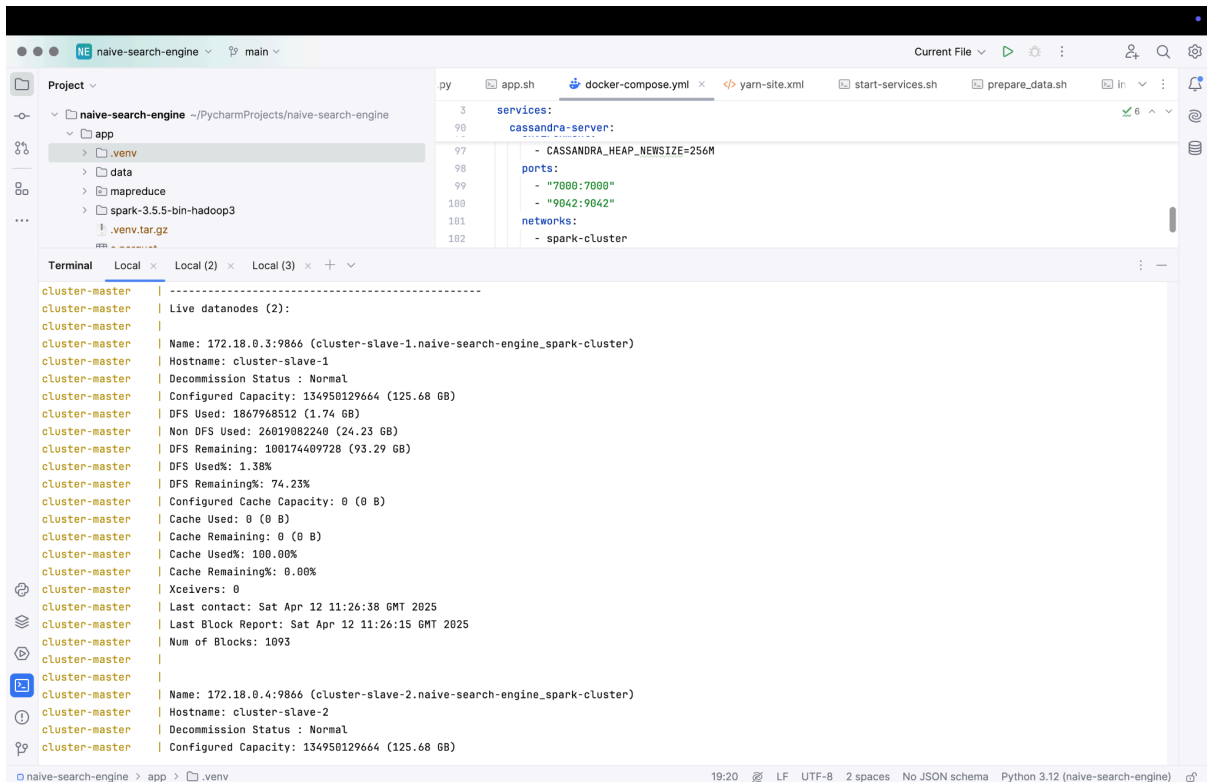 NE naive-search-engine main Current File
Project
naive-search-engine ~/PycharmProjects/naive-search-engine
app
.venv
data
mapreduce
spark-3.5.5-bin-hadoop3
.venv.tar.gz
.py app.sh docker-compose.yml yarn-site.xml start-services.sh prepare_data.sh in
3 services:
90 cassandra-server:
97 - CASSANDRA_HEAP_NEWSIZE=256M
98 ports:
99 - "7000:7000"
100 - "9042:9042"
101 networks:
102 - spark-cluster
6
Terminal Local Local (2) Local (3)
cluster-master | -------------------------------------------------
cluster-master | Live datanodes (2):
cluster-master |
cluster-master | Name: 172.18.0.3:9866 (cluster-slave-1.naive-search-engine_spark-cluster)
cluster-master | Hostname: cluster-slave-1
cluster-master | Decommission Status : Normal
cluster-master | Configured Capacity: 134950129664 (125.68 GB)
cluster-master | DFS Used: 1867968512 (1.74 GB)
cluster-master | Non DFS Used: 26019082240 (24.23 GB)
cluster-master | DFS Remaining: 100174409728 (93.29 GB)
cluster-master | DFS Used%: 1.38%
cluster-master | DFS Remaining%: 74.23%
cluster-master | Configured Cache Capacity: 0 (0 B)
cluster-master | Cache Used: 0 (0 B)
cluster-master | Cache Remaining: 0 (0 B)
cluster-master | Cache Used%: 100.00%
cluster-master | Cache Remaining%: 0.00%
cluster-master | Xceivers: 0
cluster-master | Last contact: Sat Apr 12 11:26:38 GMT 2025
cluster-master | Last Block Report: Sat Apr 12 11:26:15 GMT 2025
cluster-master | Num of Blocks: 1093
cluster-master |
cluster-master |
cluster-master | Name: 172.18.0.4:9866 (cluster-slave-2.naive-search-engine_spark-cluster)
cluster-master | Hostname: cluster-slave-2
cluster-master | Decommission Status : Normal
cluster-master | Configured Capacity: 134950129664 (125.68 GB)
naive-search-engine > app > .venv 19:20 LF UTF-8 2 spaces No JSON schema Python 3.12 (naive-search-engine)